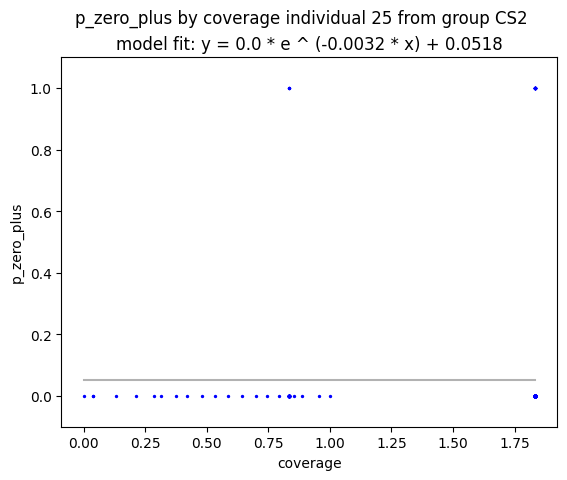 p_zero_plus by coverage individual 25 from group CS2
model fit: y = 0.0 * e ^ (-0.0032 * x) + 0.0518
1.0
0.8
0.6
0.4
0.2
0.0
p_zero_plus
0.00 0.25 0.50 0.75 1.00 1.25 1.50 1.75
coverage